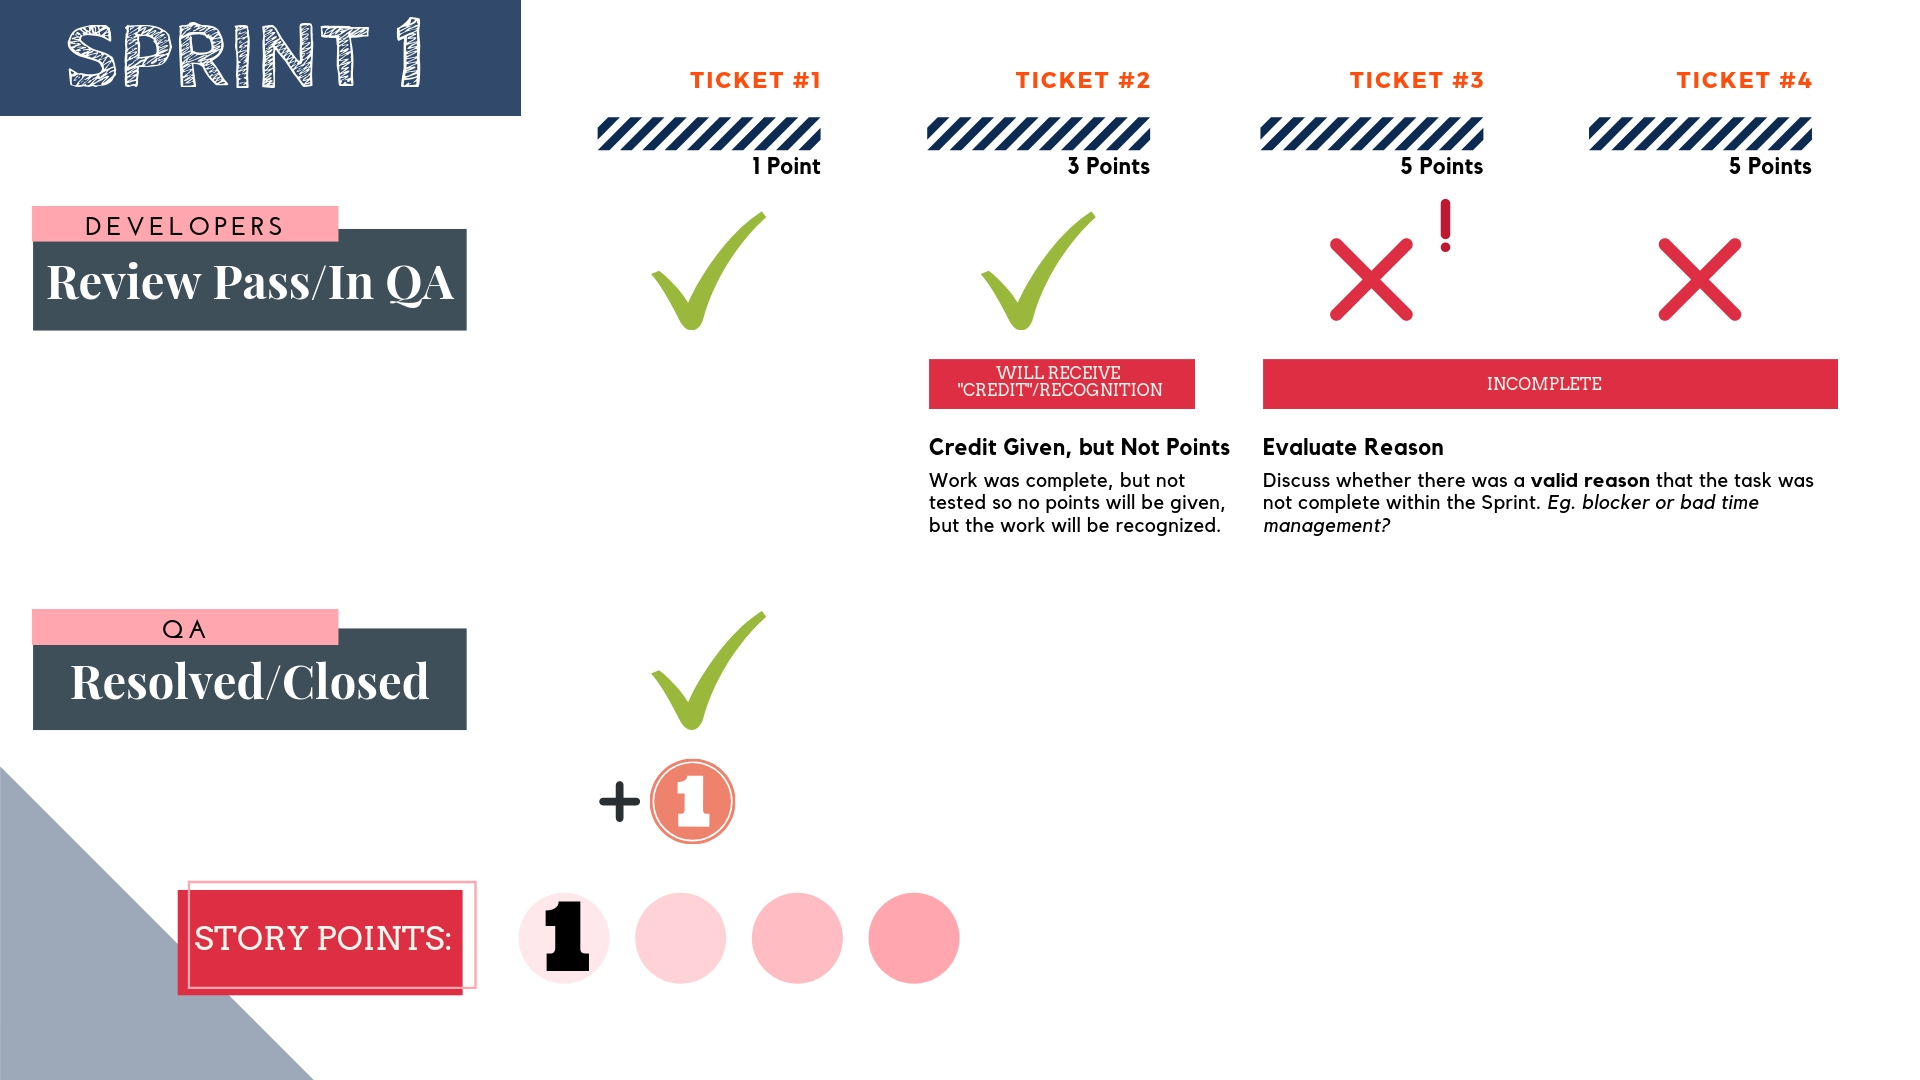 SPRINT 1
TICKET #1
TICKET #2
TICKET #3
TICKET #4
1 Point
3 Points
5 Points
5 Points
DEVELOPERS
Review Pass/In QA
!
WILL RECEIVE
"CREDIT"/RECOGNITION
INCOMPLETE
Credit Given, but Not Points
Work was complete, but not
tested so no points will be given,
but the work will be recognized.
Evaluate Reason
Discuss whether there was a valid reason that the task was
not complete within the Sprint. Eg. blocker or bad time
management?
QA
Resolved/Closed
+ 1
STORY POINTS:
1